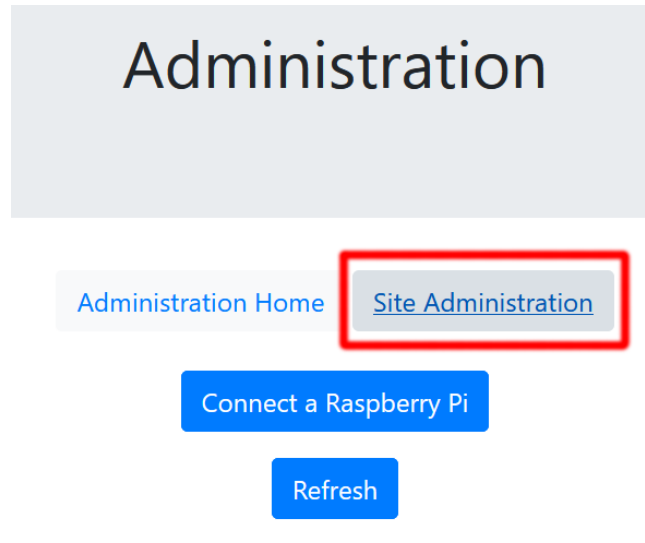 Administration
Administration Home Site Administration
Connect a Raspberry Pi
Refresh